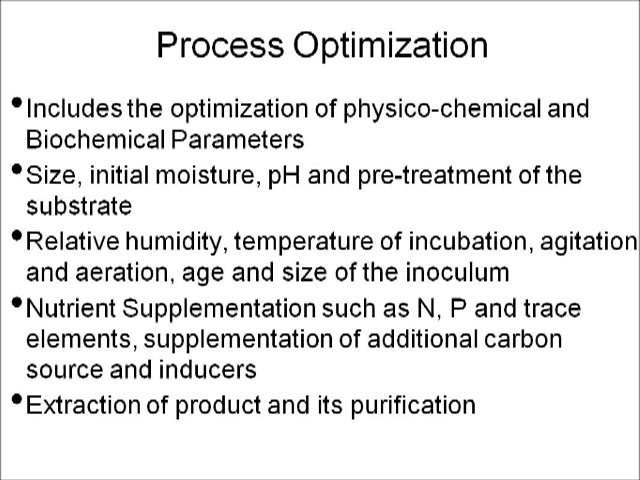 Process Optimization
•Includes the optimization of physico-chemical and
Biochemical Parameters
•Size, initial moisture, pH and pre-treatment of the
substrate
•Relative humidity, temperature of incubation, agitation
and aeration, age and size of the inoculum
•Nutrient Supplementation such as N, P and trace
elements, supplementation of additional carbon
source and inducers
•Extraction of product and its purification